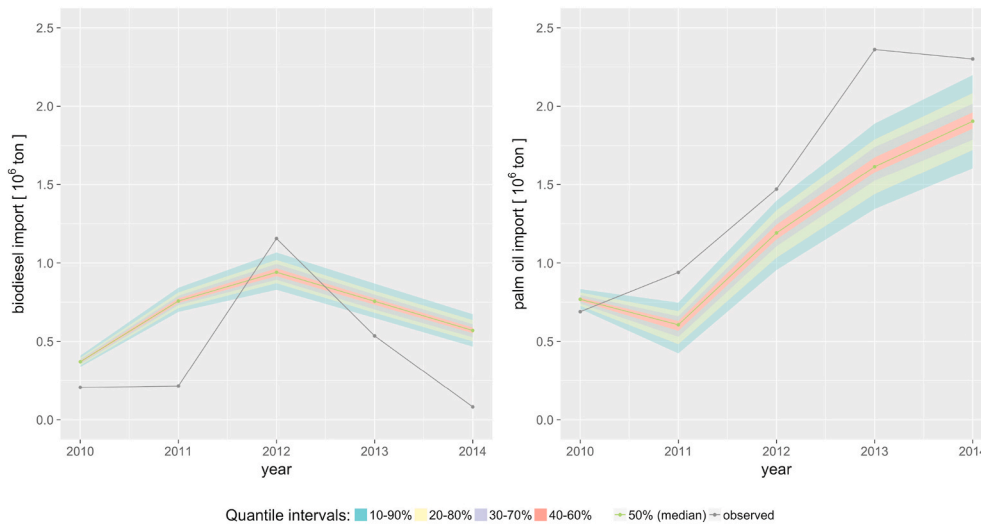 2.5
2.0
1.5
1.0
0.5
0.0
biodiesel import [ 10⁶ ton ]
2010 2011 2012 2013 2014
year
2.5
2.0
1.5
1.0
0.5
0.0
palm oil import [ 10⁶ ton ]
2010 2011 2012 2013 2014
year
Quantile intervals: 10-90% 20-80% 30-70% 40-60% 50% (median) observed